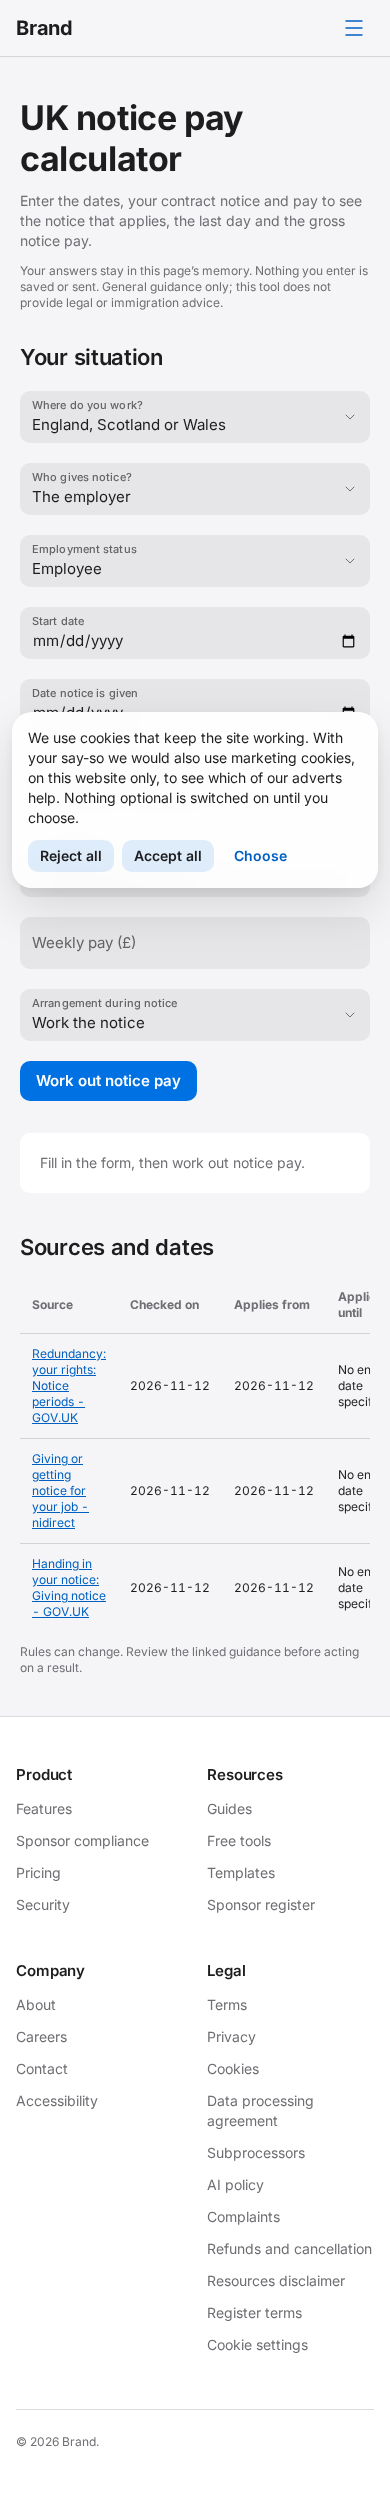 Brand
UK notice pay
calculator
Enter the dates, your contract notice and pay to see
the notice that applies, the last day and the gross
notice pay.
Your answers stay in this page's memory. Nothing you enter is
saved or sent. General guidance only; this tool does not
provide legal or immigration advice.
Your situation
Where do you work?
England, Scotland or Wales
Who gives notice?
The employer
Employment status
Employee
Start date
mm/dd/yyyy
Date notice is given
We use cookies that keep the site working. With
your say-so we would also use marketing cookies,
on this website only, to see which of our adverts
help. Nothing optional is switched on until you
choose.
Reject all Accept all Choose
Weekly pay (£)
Arrangement during notice
Work the notice
Work out notice pay
Fill in the form, then work out notice pay.
Sources and dates
Source Checked on Applies from
until
Redundancy:
your rights:
Notice
periods -
GOV.UK
2026-11-12 2026-11-12 No
date
Giving or
getting
notice for
your job -
nidirect
2026-11-12 2026-11-12 No
date
Handing in
your notice:
Giving notice
- GOV.UK
2026-11-12 2026-11-12 No
date
Rules can change. Review the linked guidance before acting
on a result.
Product
Features
Sponsor compliance
Pricing
Security
Resources
Guides
Free tools
Templates
Sponsor register
Company
About
Careers
Contact
Accessibility
Legal
Terms
Privacy
Cookies
Data processing
agreement
Subprocessors
AI policy
Complaints
Refunds and cancellation
Resources disclaimer
Register terms
Cookie settings
© 2026 Brand.